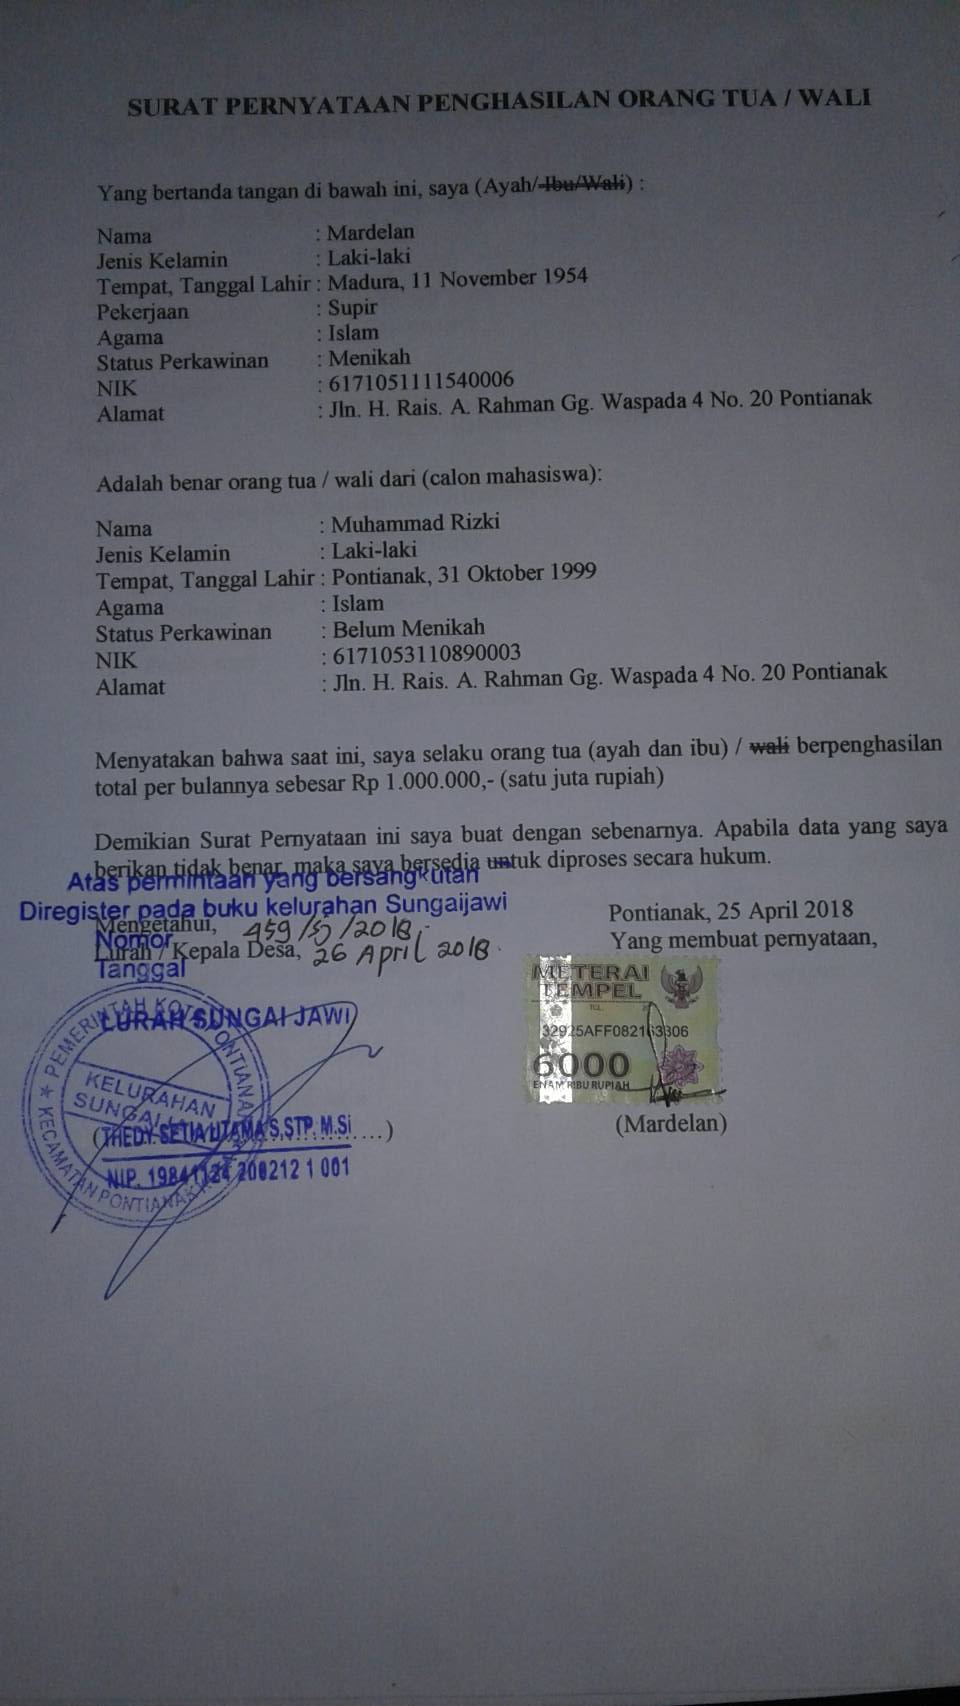 SURAT PERNYATAAN PENGHASILAN ORANG TUA / WALI
Yang bertanda tangan di bawah ini, saya (Ayah/Ibu/Wali) :
Nama : Mardelan
Jenis Kelamin : Laki-laki
Tempat, Tanggal Lahir : Madura, 11 November 1954
Pekerjaan : Supir
Agama : Islam
Status Perkawinan : Menikah
NIK : 6171051111540006
Alamat : Jln. H. Rais. A. Rahman Gg. Waspada 4 No. 20 Pontianak
Adalah benar orang tua / wali dari (calon mahasiswa):
Nama : Muhammad Rizki
Jenis Kelamin : Laki-laki
Tempat, Tanggal Lahir : Pontianak, 31 Oktober 1999
Agama : Islam
Status Perkawinan : Belum Menikah
NIK : 6171053110890003
Alamat : Jln. H. Rais. A. Rahman Gg. Waspada 4 No. 20 Pontianak
Menyatakan bahwa saat ini, saya selaku orang tua (ayah dan ibu) / wali berpenghasilan
total per bulannya sebesar Rp 1.000.000,- (satu juta rupiah)
Demikian Surat Pernyataan ini saya buat dengan sebenarnya. Apabila data yang saya
berikan tidak benar, maka saya bersedia untuk diproses secara hukum.
Atas permintaan yang bersangkutan
Diregister pada buku kelurahan Sungaijawi
Mengetahui,
Nomor
Lurah / Kepala Desa, 26 April 2018
Tanggal
LURAH SUNGAI JAWI
PEMERINTAH KOTA PONTIANAK
KELURAHAN
SUNGAI
KECAMATAN PONTIANAK
(THEDY SETIA UTAMA S,STP. M.Si)
NIP. 19841124 200212 1 001
Pontianak, 25 April 2018
Yang membuat pernyataan,
METERAI
TEMPEL
TGL
32925AFF082163306
6000
ENAM RIBU RUPIAH
(Mardelan)